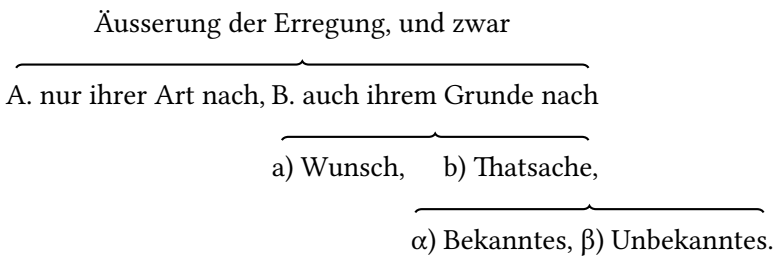 Äusserung der Erregung, und zwar
A. nur ihrer Art nach, B. auch ihrem Grunde nach
a) Wunsch, b) Thatsache,
α) Bekanntes, β) Unbekanntes.